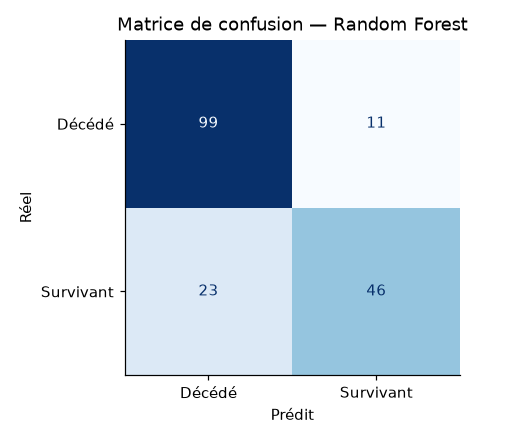 Matrice de confusion — Random Forest
Décédé
99
11
Réel
Survivant
23
46
Décédé
Survivant
Prédit